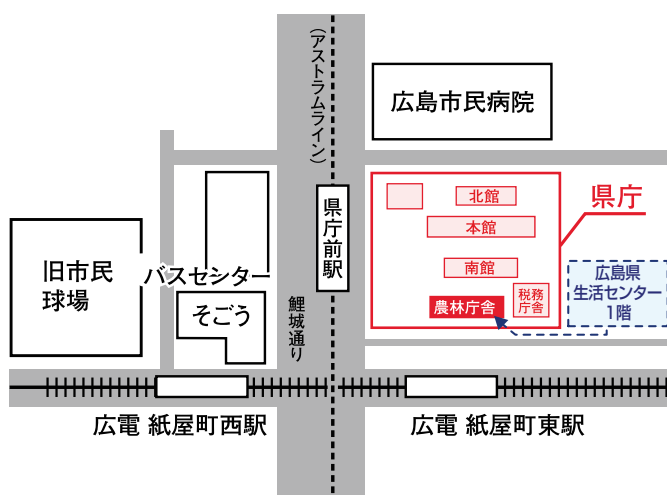 (アストラムライン)
広島市民病院
県庁前駅
北館
本館
南館
農林庁舎
税務
庁舎
県庁
広島県
生活センター
1階
旧市民
球場
バスセンター
そごう
鯉城通り
広電 紙屋町西駅
広電 紙屋町東駅